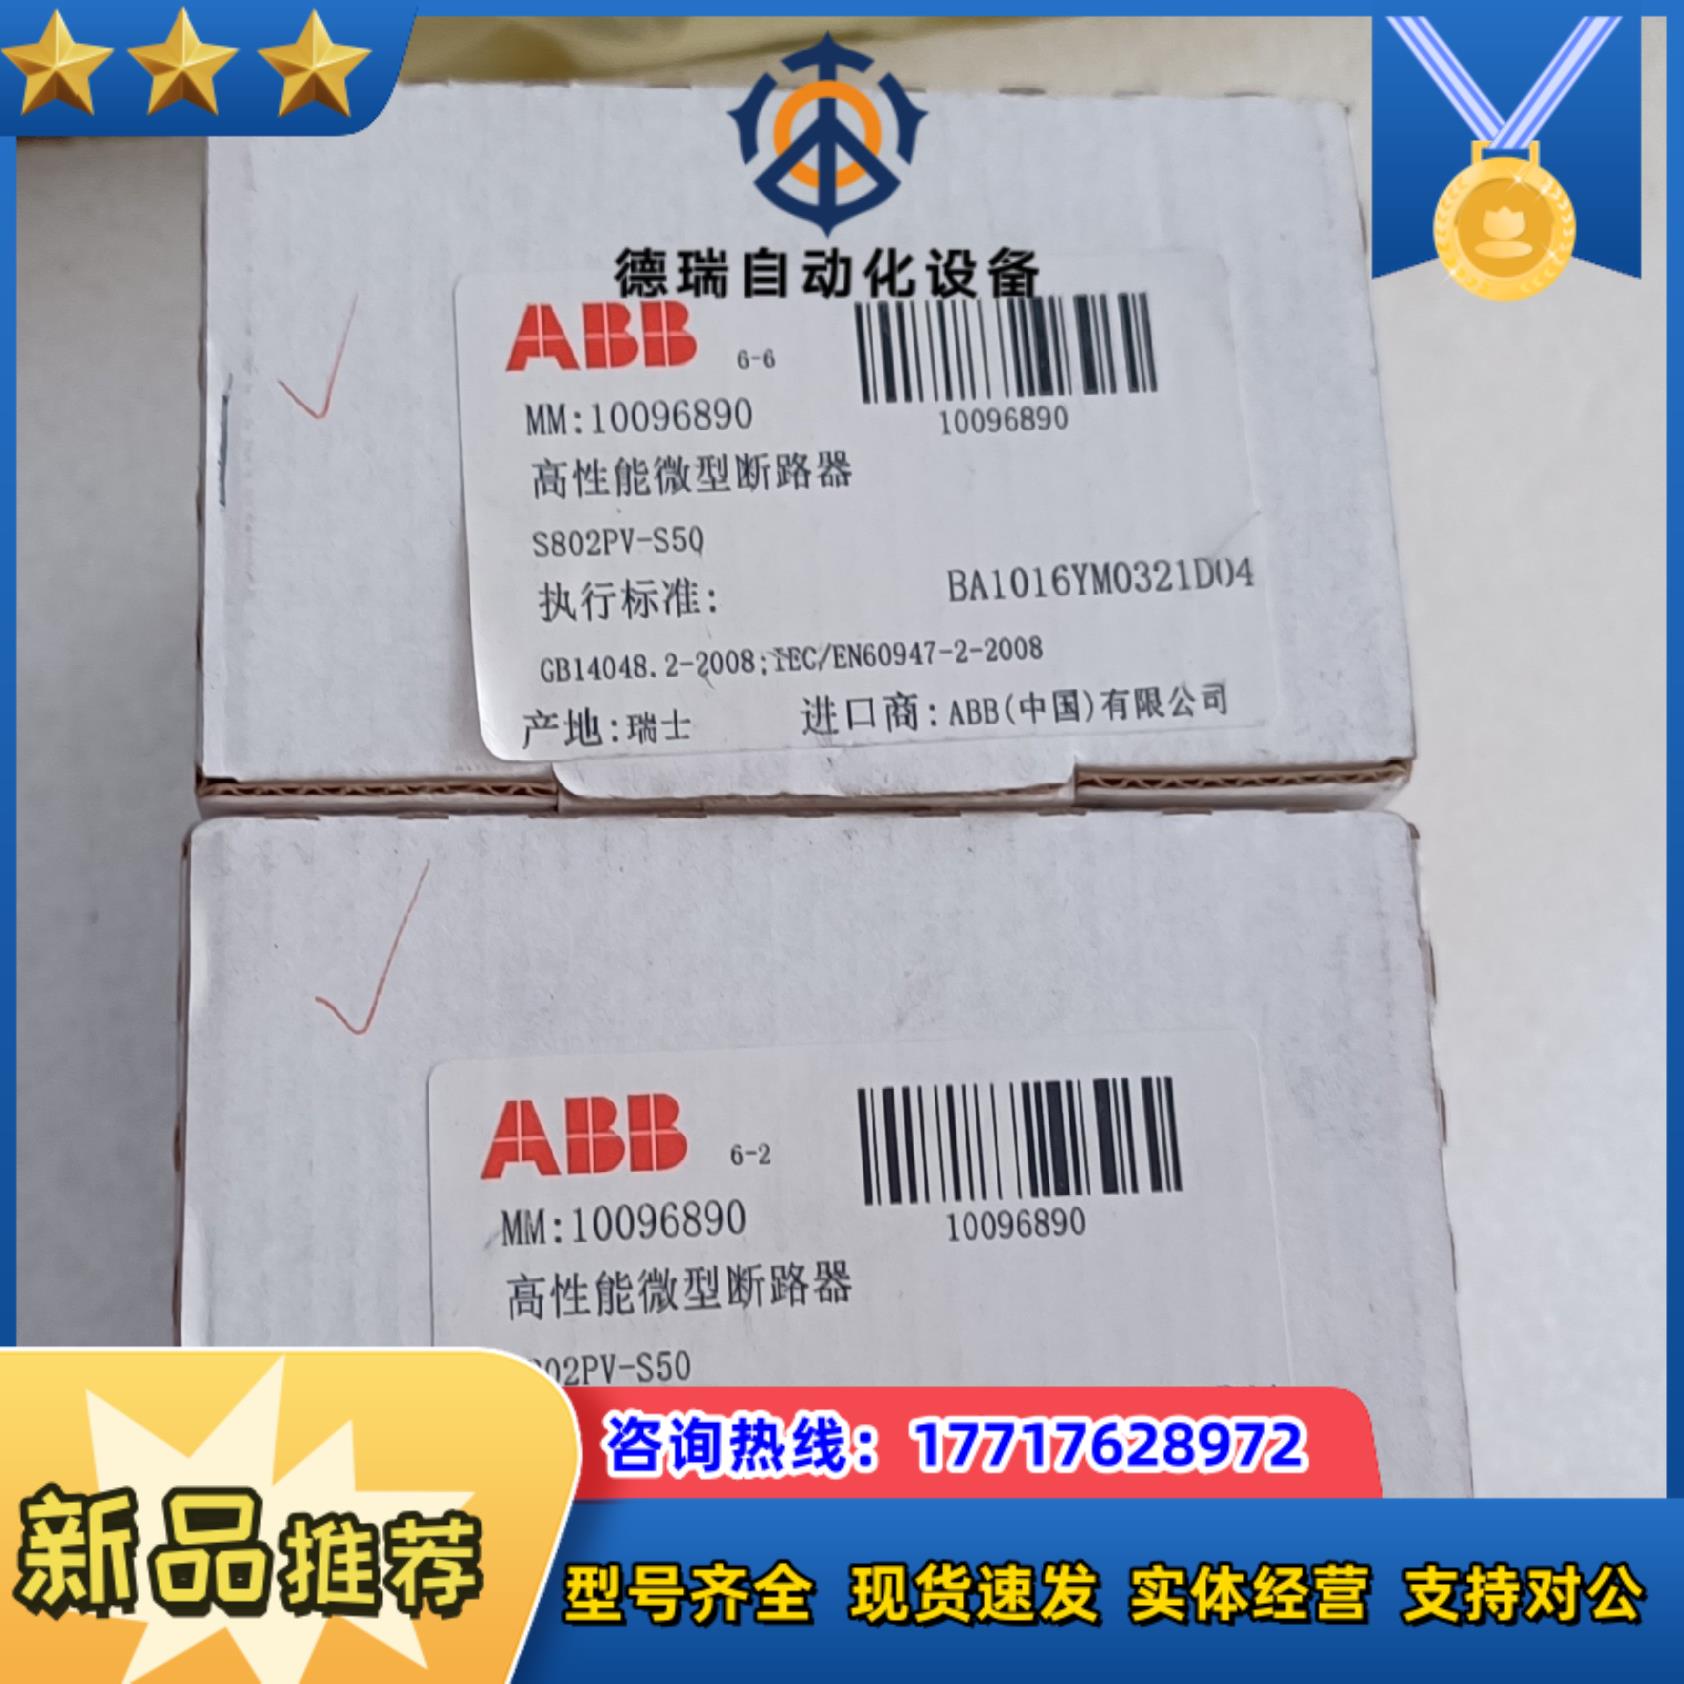 德瑞自动化设备
ABB 6-6
MM:10096890
10096890
高性能微型断路器
S802PV-S50
执行标准:
BA1016YM0321D04
GB14048.2-2008;IEC/EN60947-2-2008
产地:瑞士 进口商:ABB(中国)有限公司
ABB 6-2
MM:10096890
10096890
高性能微型断路器
02PV-S50
咨询热线：17717628972
新品推荐
型号齐全 现货速发 实体经营 支持对公